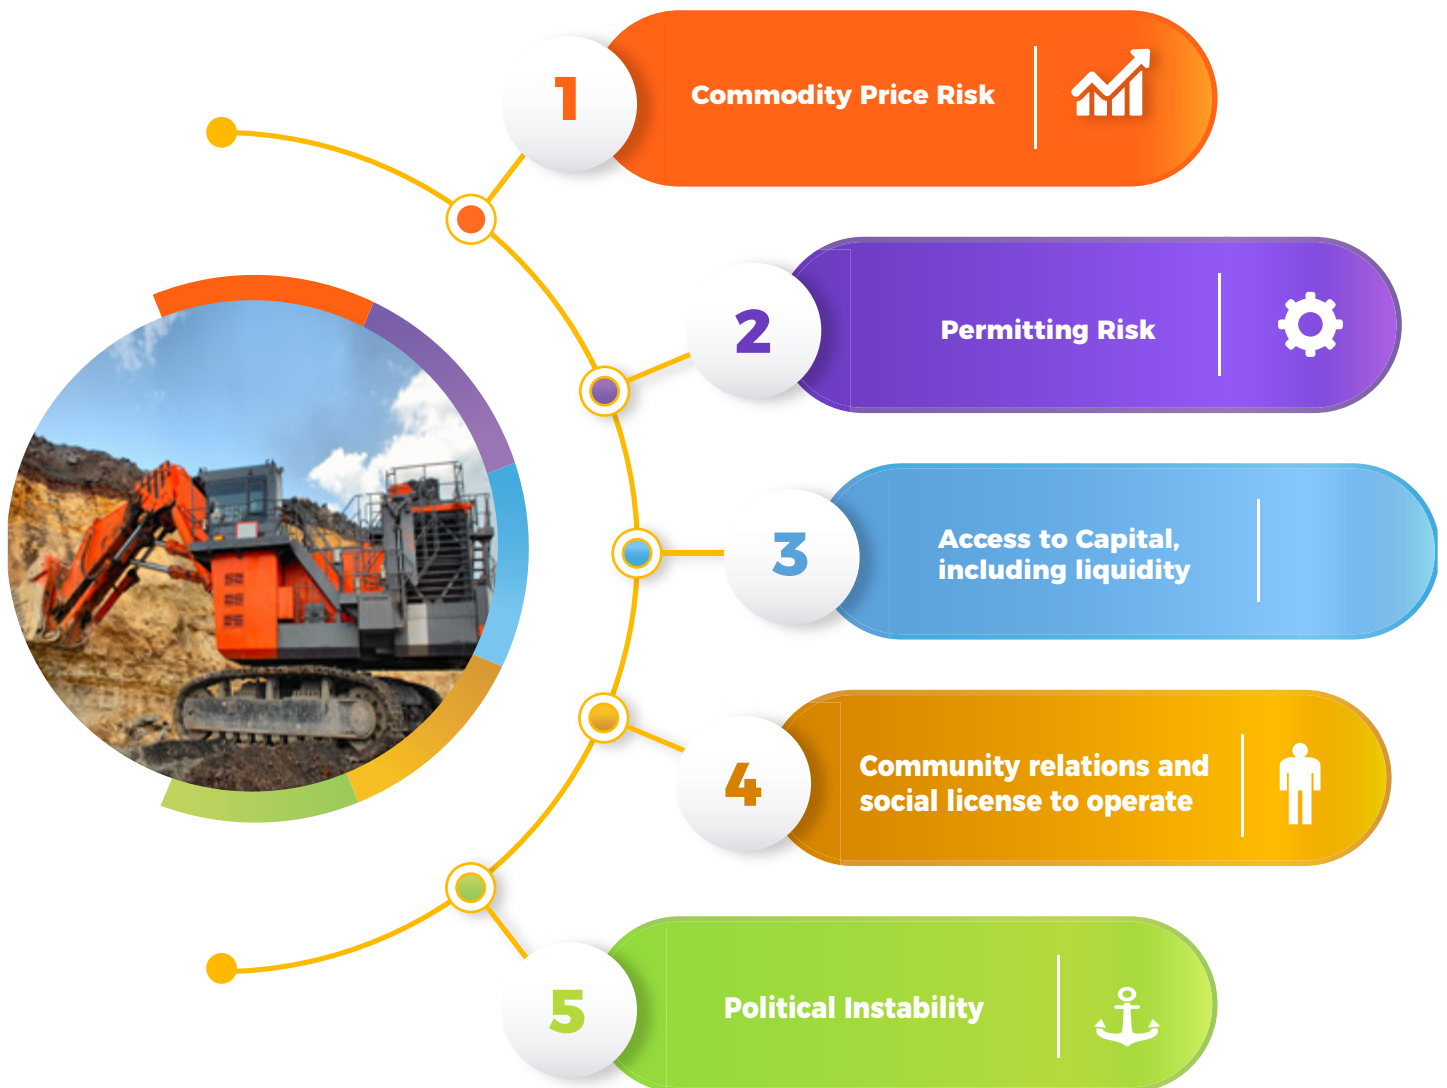 1
Commodity Price Risk
2
Permitting Risk
3
Access to Capital,
including liquidity
4
Community relations and
social license to operate
5
Political Instability